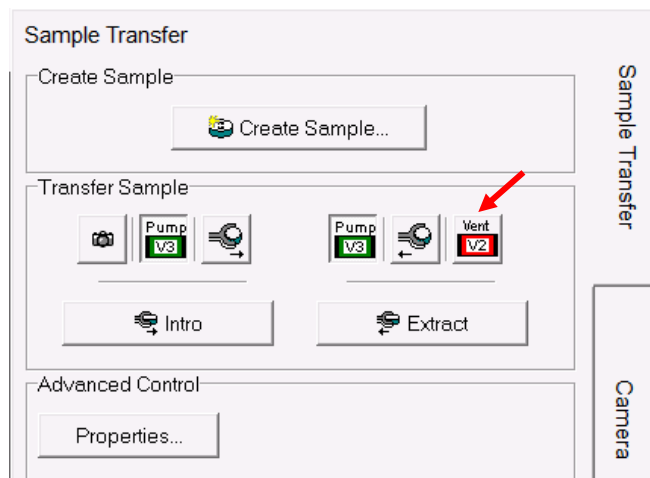 Sample Transfer
Create Sample
Create Sample...
Transfer Sample
Pump
V3
Pump
V3
Vent
V2
Intro
Extract
Advanced Control
Properties...
Sample Transfer
Camera